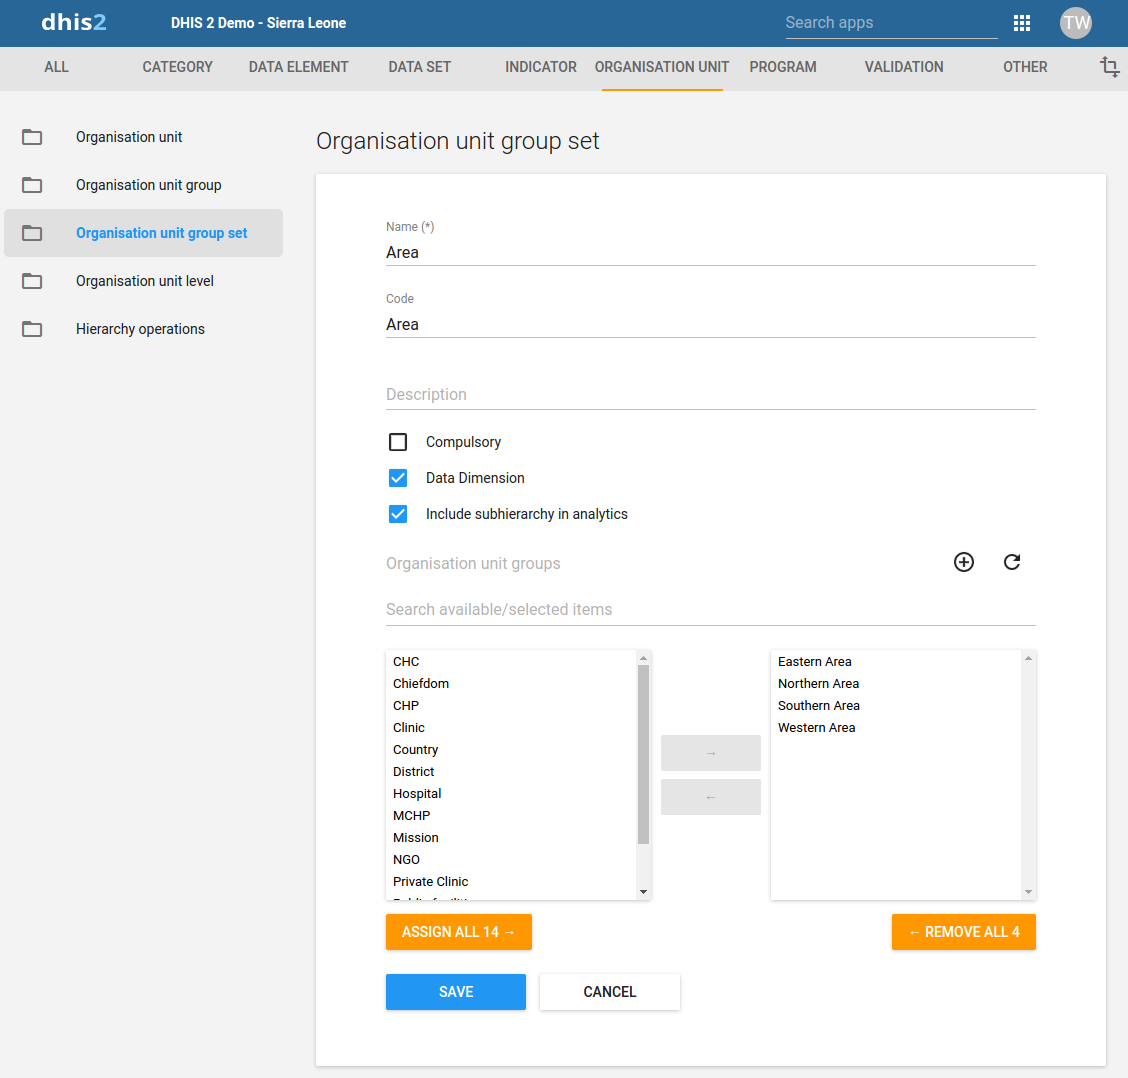 dhis2
DHIS 2 Demo - Sierra Leone
Search apps
TW
ALL
CATEGORY
DATA ELEMENT
DATA SET
INDICATOR
ORGANISATION UNIT
PROGRAM
VALIDATION
OTHER
Organisation unit
Organisation unit group
Organisation unit group set
Organisation unit level
Hierarchy operations
Organisation unit group set
Name (*)
Area
Code
Area
Description
Compulsory
Data Dimension
Include subhierarchy in analytics
Organisation unit groups
Search available/selected items
CHC
Chiefdom
CHP
Clinic
Country
District
Hospital
MCHP
Mission
NGO
Private Clinic
→
←
Eastern Area
Northern Area
Southern Area
Western Area
ASSIGN ALL 14 →
← REMOVE ALL 4
SAVE
CANCEL